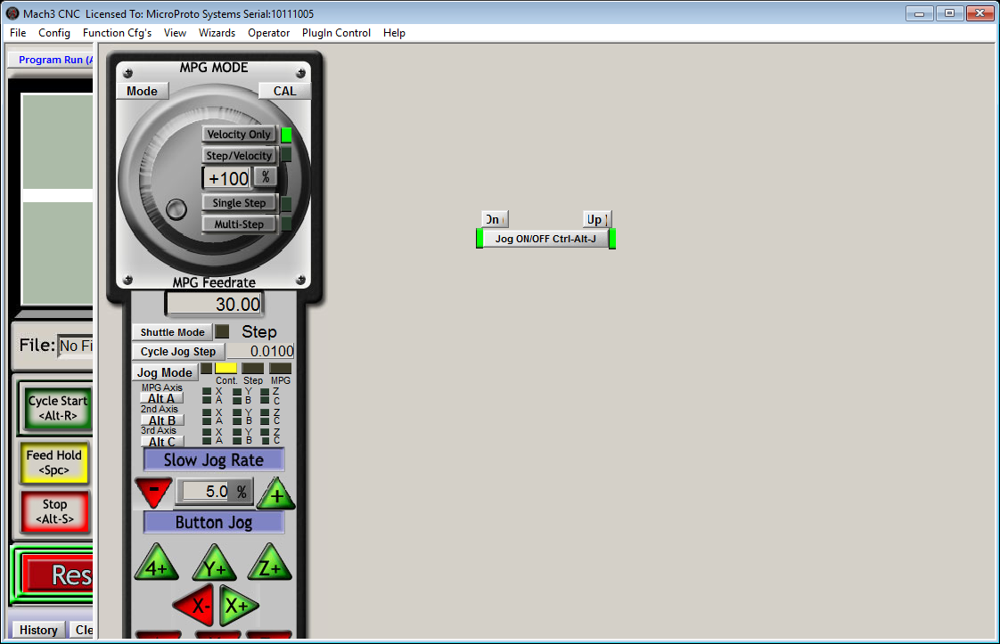 Mach3 CNC Licensed To: MicroProto Systems Serial:10111005
File Config Function Cfg's View Wizards Operator PlugIn Control Help
Program Run (A
MPG MODE
Mode CAL
Velocity Only
Step/Velocity
+100 %
Single Step
Multi-Step
MPG Feedrate
30.00
Shuttle Mode Step
Cycle Jog Step 0.0100
Jog Mode
Cont. Step MPG
MPG Axis
Alt A
X Y Z
A B C
2nd Axis
Alt B
X Y Z
A B C
3rd Axis
Alt C
X Y Z
A B C
Slow Jog Rate
- 5.0 % +
Button Jog
4+ Y+ Z+
X- X+
File: No Fi
Cycle Start
<Alt-R>
Feed Hold
<Spc>
Stop
<Alt-S>
Res
History Cle
On Up
Jog ON/OFF Ctrl-Alt-J